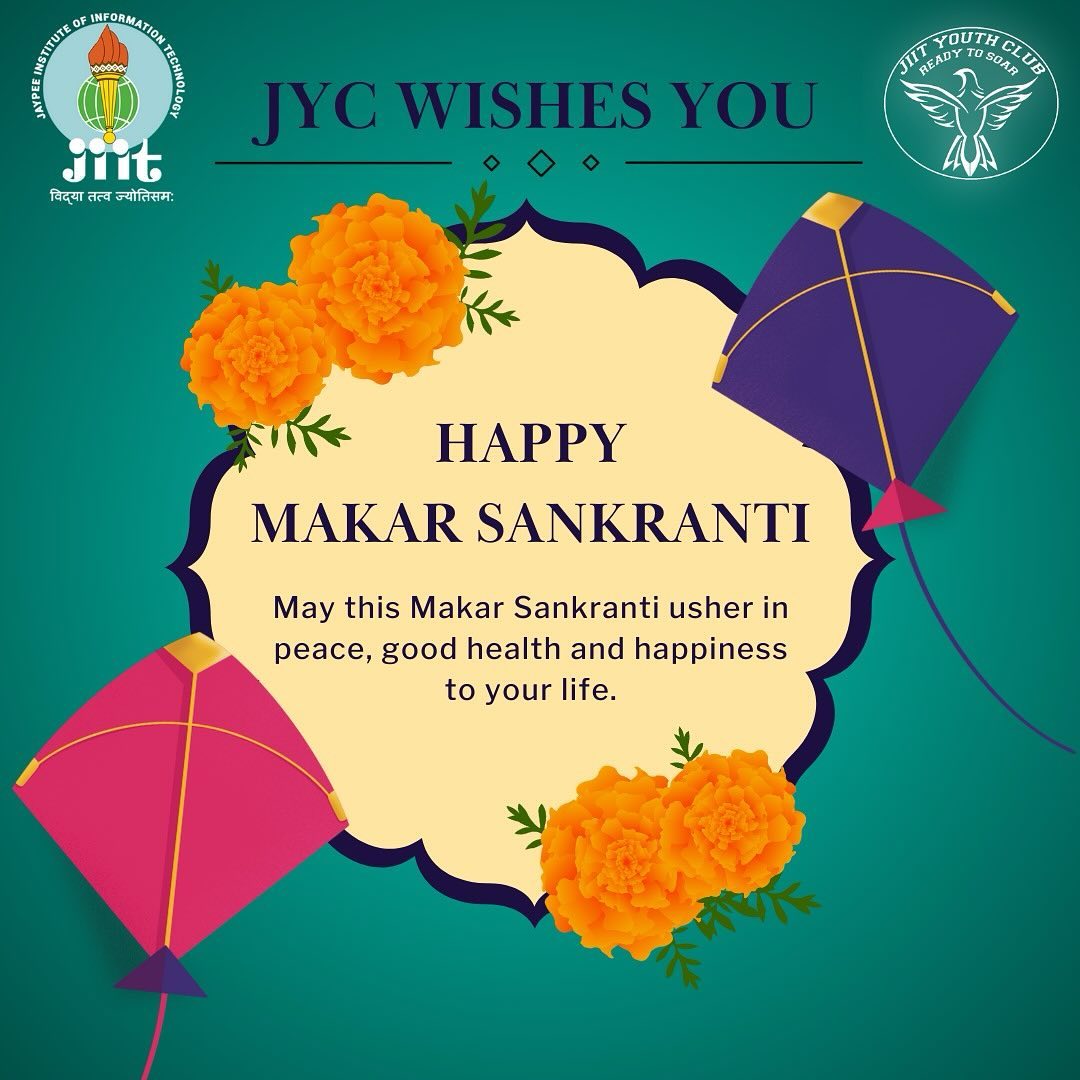 JAYPEE INSTITUTE OF INFORMATION TECHNOLOGY
jiit
विद्या तत्व ज्योतिसम:
JYC WISHES YOU
JIIT YOUTH CLUB
READY TO SOAR
HAPPY
MAKAR SANKRANTI
May this Makar Sankranti usher in
peace, good health and happiness
to your life.